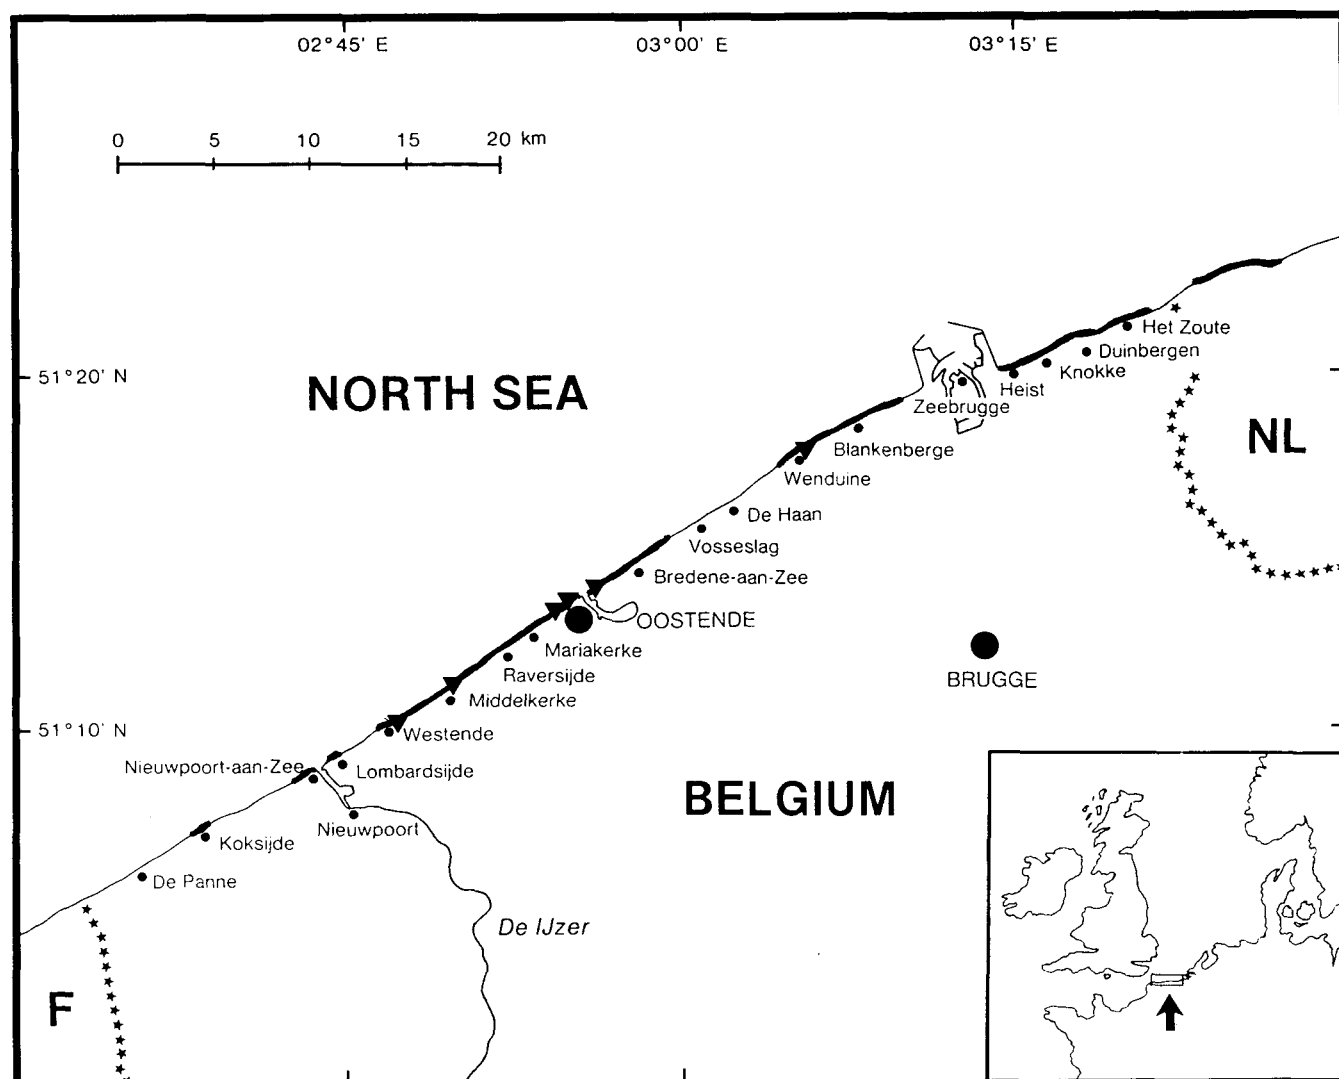 02°45' E 03°00' E 03°15' E
0 5 10 15 20 km
Het Zoute
Duinbergen
51°20' N
NORTH SEA
Knokke
Heist
Zeebrugge
NL
Blankenberge
Wenduine
De Haan
Vosseslag
Bredene-aan-Zee
OOSTENDE
Mariakerke
Raversijde
BRUGGE
Middelkerke
51°10' N
Westende
Nieuwpoort-aan-Zee
Lombardsijde
BELGIUM
Nieuwpoort
Koksijde
De Panne
De IJzer
F